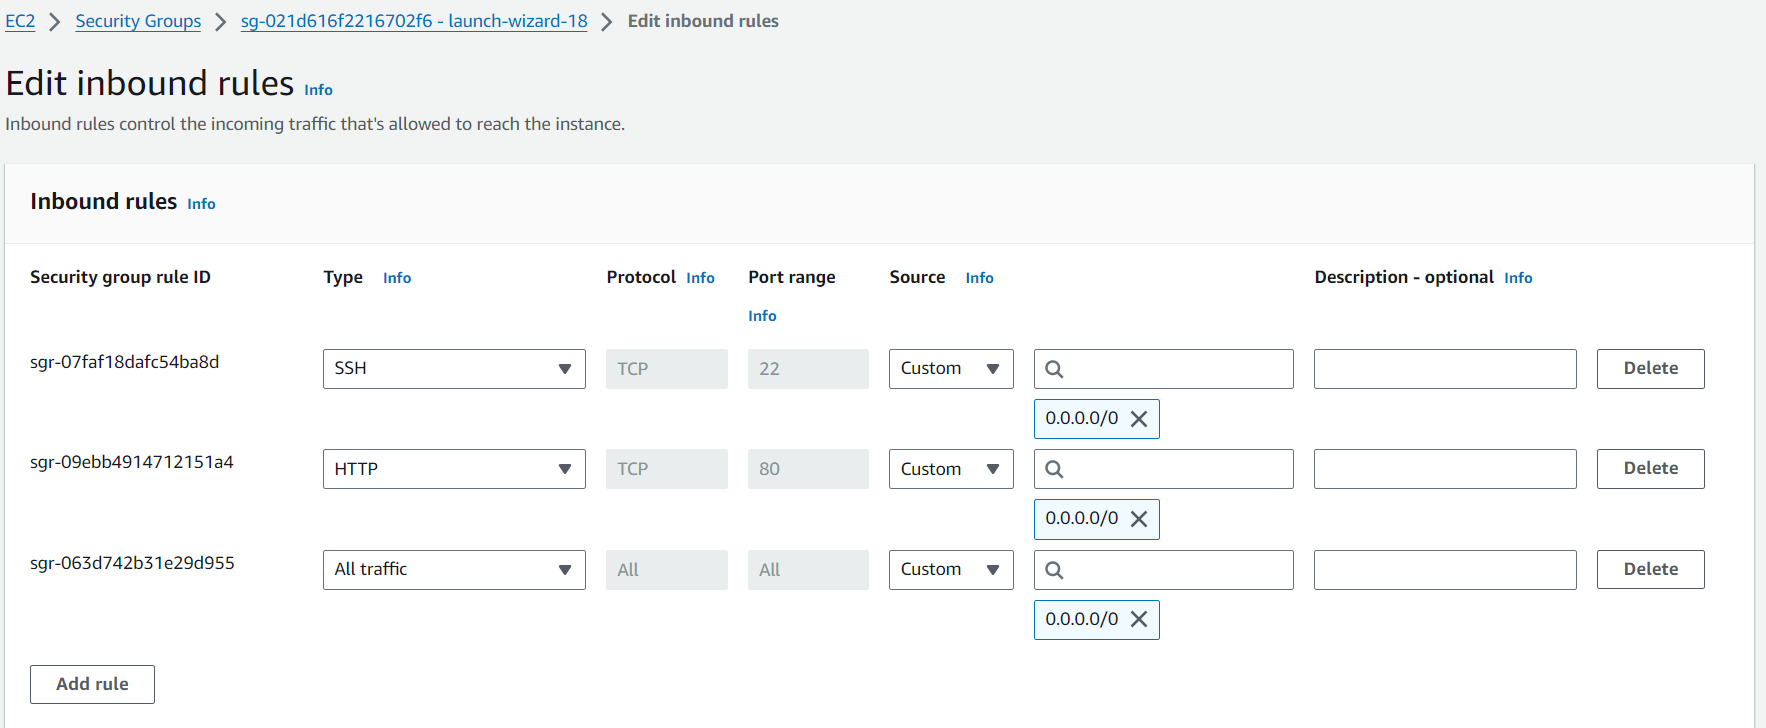 EC2 > Security Groups > sg-021d616f2216702f6 - launch-wizard-18 > Edit inbound rules
Edit inbound rules Info
Inbound rules control the incoming traffic that's allowed to reach the instance.
Inbound rules Info
Security group rule ID Type Info Protocol Info Port range Source Info Description - optional Info
Info
sgr-07faf18dafc54ba8d SSH TCP 22 Custom Delete
0.0.0.0/0
sgr-09ebb4914712151a4 HTTP TCP 80 Custom Delete
0.0.0.0/0
sgr-063d742b31e29d955 All traffic All All Custom Delete
0.0.0.0/0
Add rule